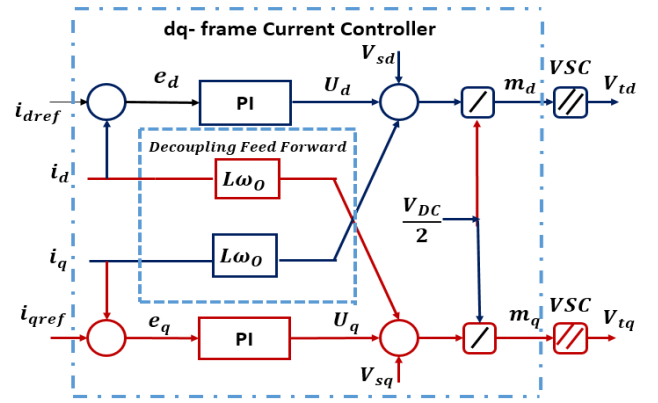 dq- frame Current Controller
V_sd
e_d
U_d
m_d
VSC
V_td
PI
i_dref
Decoupling Feed Forward
i_d
Lω_O
V_DC
2
i_q
Lω_O
i_qref
e_q
PI
U_q
m_q
VSC
V_tq
V_sq